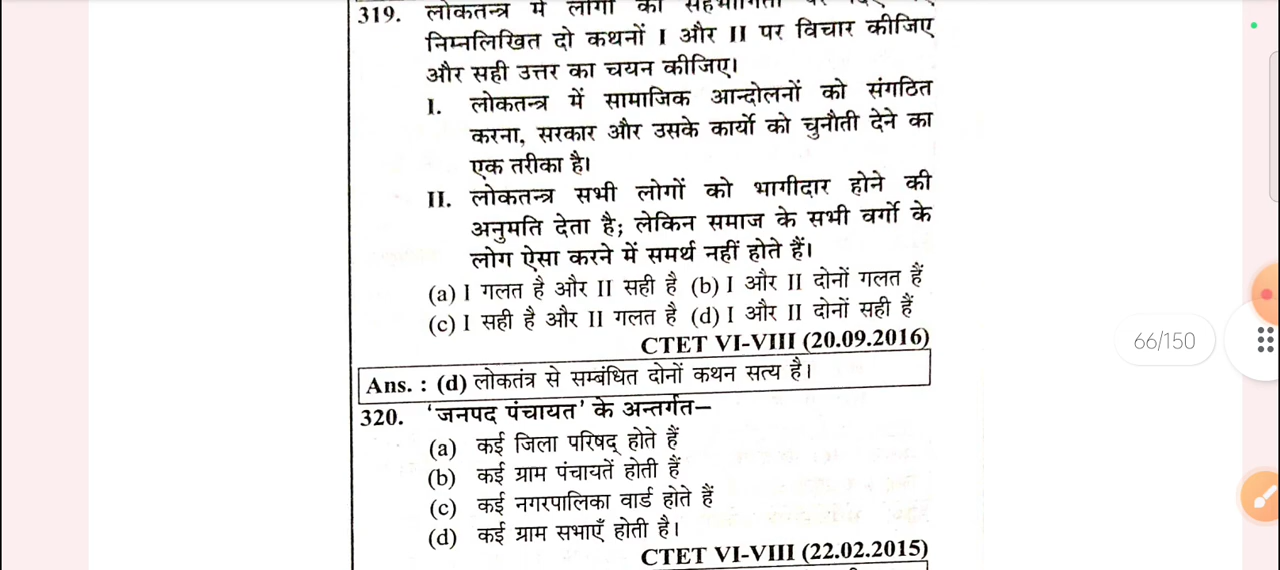 319. लोकतन्त्र में लोगों की सहभागिता पर
निम्नलिखित दो कथनों I और II पर विचार कीजिए
और सही उत्तर का चयन कीजिए।
I. लोकतन्त्र में सामाजिक आन्दोलनों को संगठित
करना, सरकार और उसके कार्यो को चुनौती देने का
एक तरीका है।
II. लोकतन्त्र सभी लोगों को भागीदार होने की
अनुमति देता है; लेकिन समाज के सभी वर्गो के
लोग ऐसा करने में समर्थ नहीं होते हैं।
(a) I गलत है और II सही है (b) I और II दोनों गलत हैं
(c) I सही है और II गलत है (d) I और II दोनों सही हैं
CTET VI-VIII (20.09.2016)
Ans. : (d) लोकतंत्र से सम्बंधित दोनों कथन सत्य है।
320. 'जनपद पंचायत' के अन्तर्गत–
(a) कई जिला परिषद् होते हैं
(b) कई ग्राम पंचायतें होती हैं
(c) कई नगरपालिका वार्ड होते हैं
(d) कई ग्राम सभाएँ होती है।
CTET VI-VIII (22.02.2015)
66/150